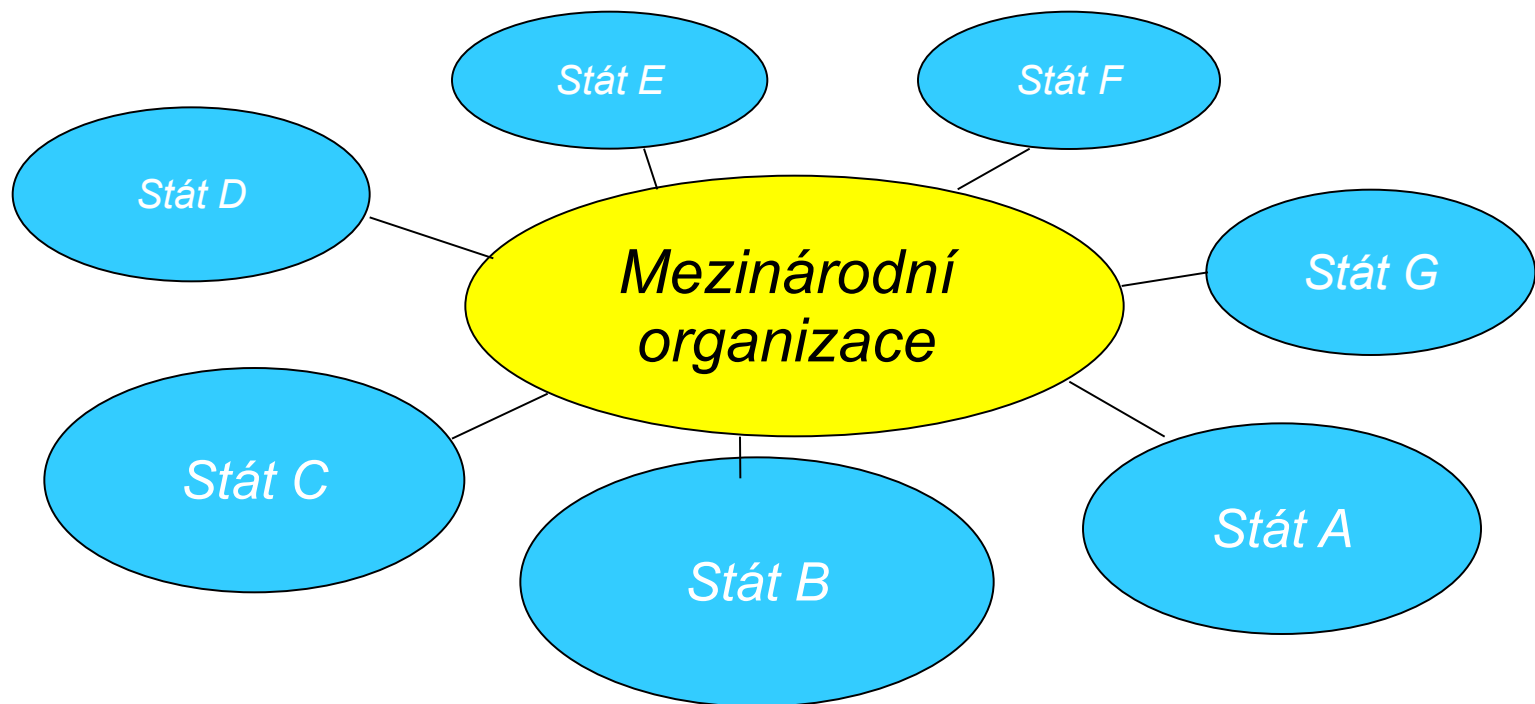 Stát E
Stát F
Stát D
Mezinárodní
organizace
Stát G
Stát C
Stát A
Stát B